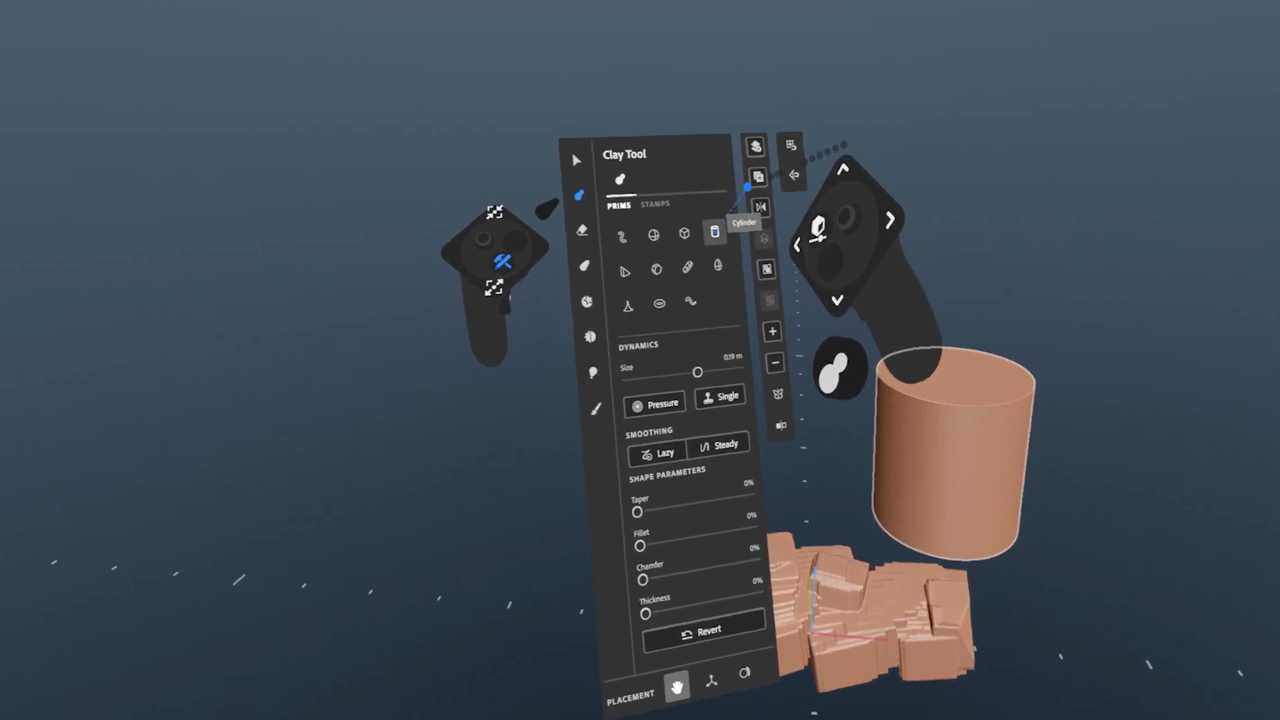 Clay Tool
PRIMS STAMPS
Cylinder
DYNAMICS
Size 0.19 m
Pressure Single
SMOOTHING
Lazy Steady
SHAPE PARAMETERS
Taper 0%
Fillet 0%
Chamfer 0%
Thickness 0%
Revert
PLACEMENT